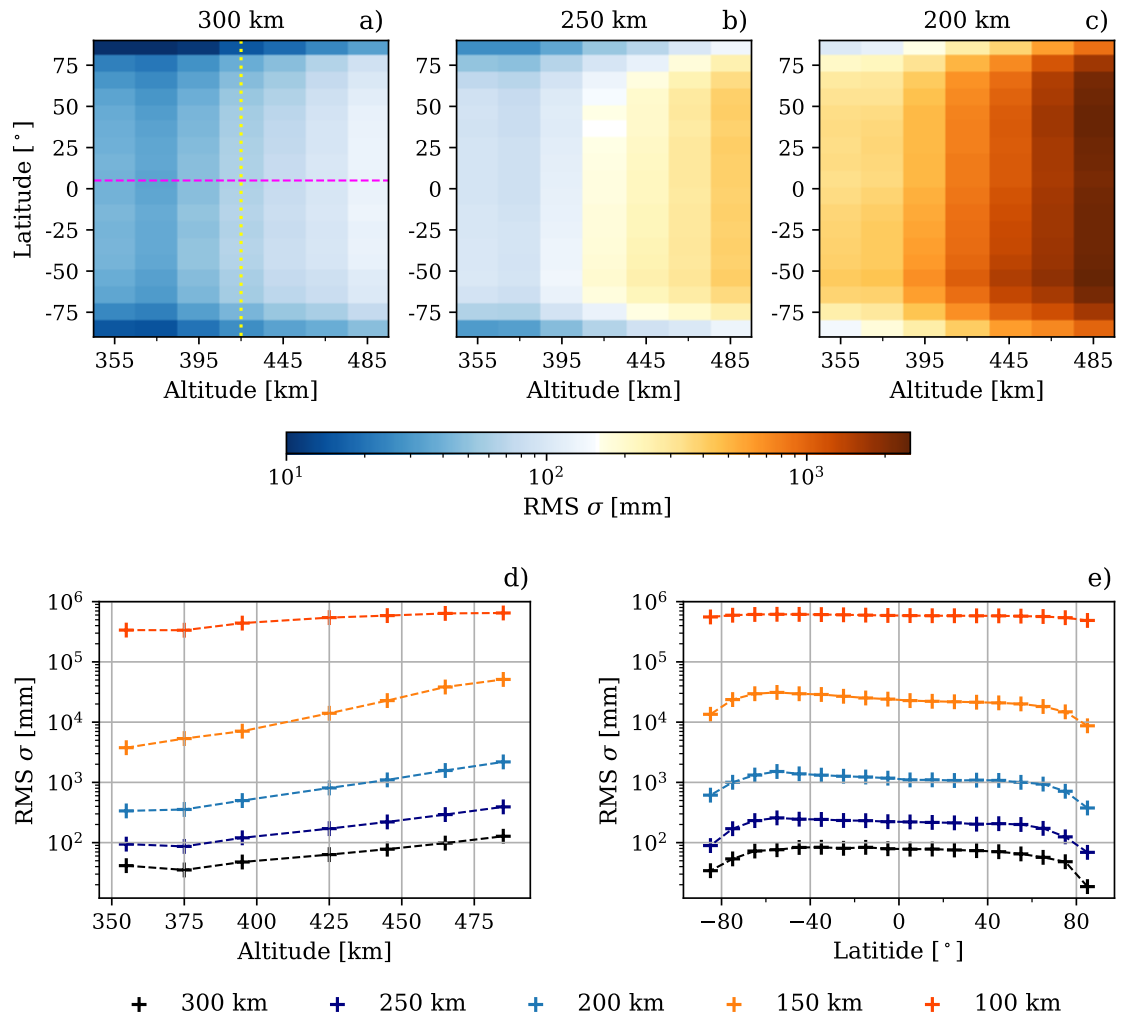 300 km a)
250 km b)
200 km c)
Latitude [°]
75
50
25
0
-25
-50
-75
355 395 445 485
355 395 445 485
355 395 445 485
Altitude [km]
Altitude [km]
Altitude [km]
10¹ 10² 10³
RMS σ [mm]
d)
RMS σ [mm]
10⁶
10⁵
10⁴
10³
10²
350 375 400 425 450 475
Altitude [km]
e)
RMS σ [mm]
10⁶
10⁵
10⁴
10³
10²
−80 −40 0 40 80
Latitide [°]
300 km 250 km 200 km 150 km 100 km